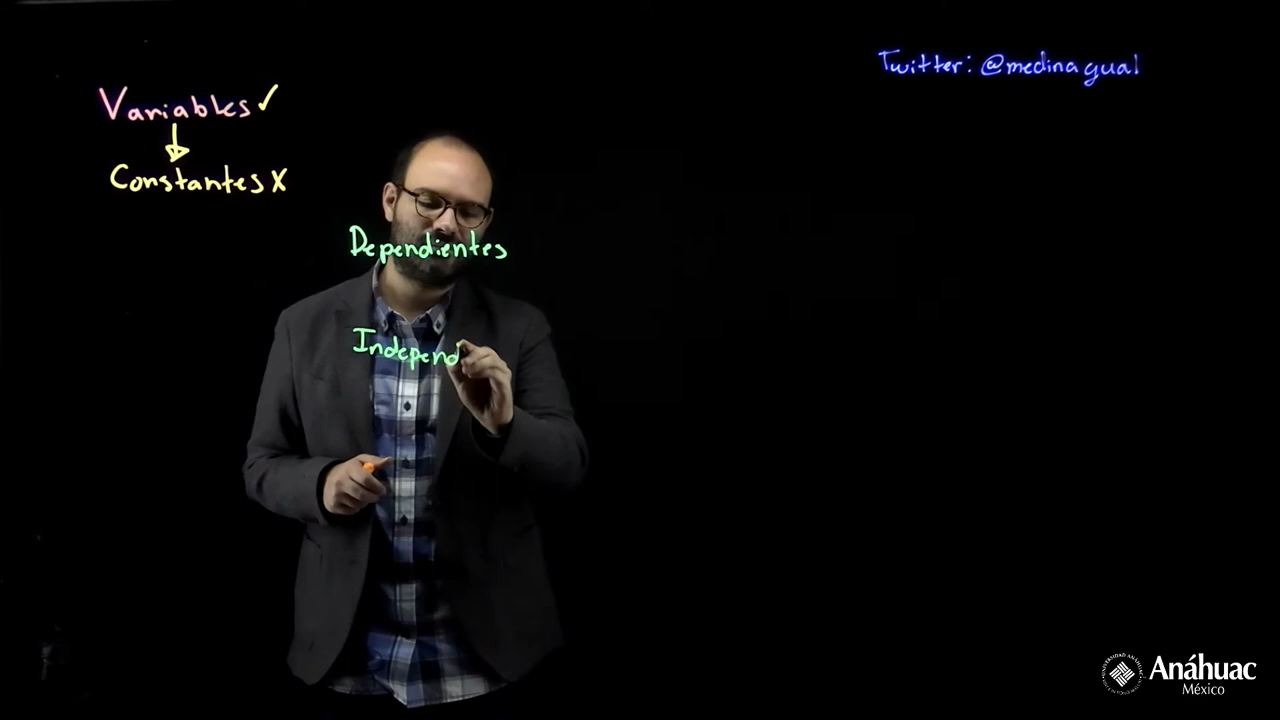 Twitter: @medinagual
Variables ✓
↓
Constantes X
Dependientes
Independ
Anáhuac
México